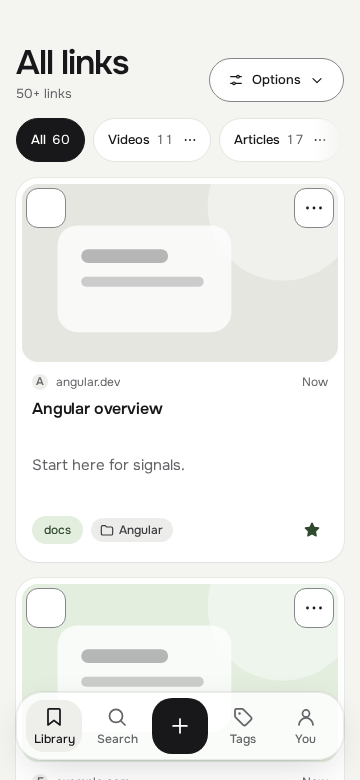 All links
50+ links
Options
All 60
Videos 11 ...
Articles 17 ...
A angular.dev
Now
Angular overview
Start here for signals.
docs
Angular
Library
Search
Tags
You